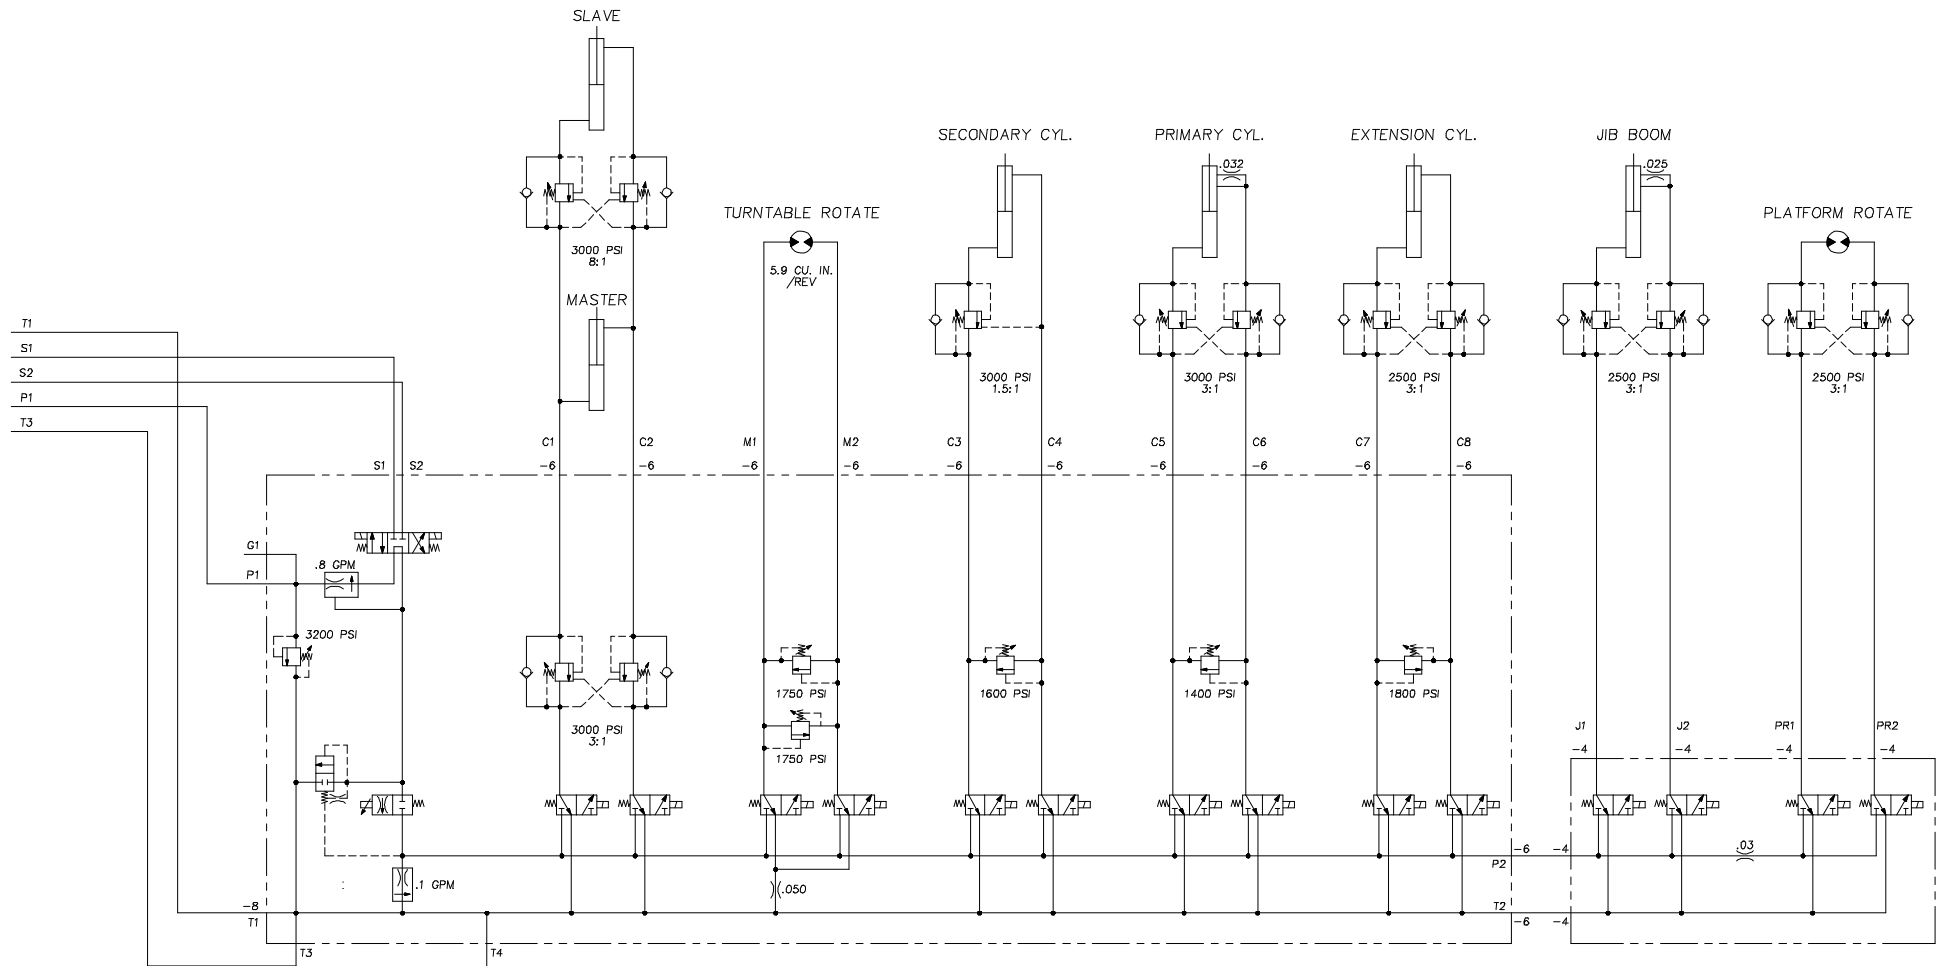 SLAVE
SECONDARY CYL.
PRIMARY CYL.
EXTENSION CYL.
JIB BOOM
.032
.025
TURNTABLE ROTATE
PLATFORM ROTATE
3000 PSI
8:1
5.9 CU. IN.
/REV
MASTER
T1
S1
S2
P1
T3
3000 PSI
1.5:1
3000 PSI
3:1
2500 PSI
3:1
2500 PSI
3:1
2500 PSI
3:1
C1
C2
M1
M2
C3
C4
C5
C6
C7
C8
S1
S2
-6
-6
-6
-6
-6
-6
-6
-6
-6
-6
G1
.8 GPM
P1
3200 PSI
1750 PSI
1600 PSI
1400 PSI
1800 PSI
3000 PSI
3:1
1750 PSI
J1
J2
PR1
PR2
-4
-4
-4
-4
-6
-4
.03
P2
.1 GPM
.050
-8
T1
T2
-6
-4
T3
T4